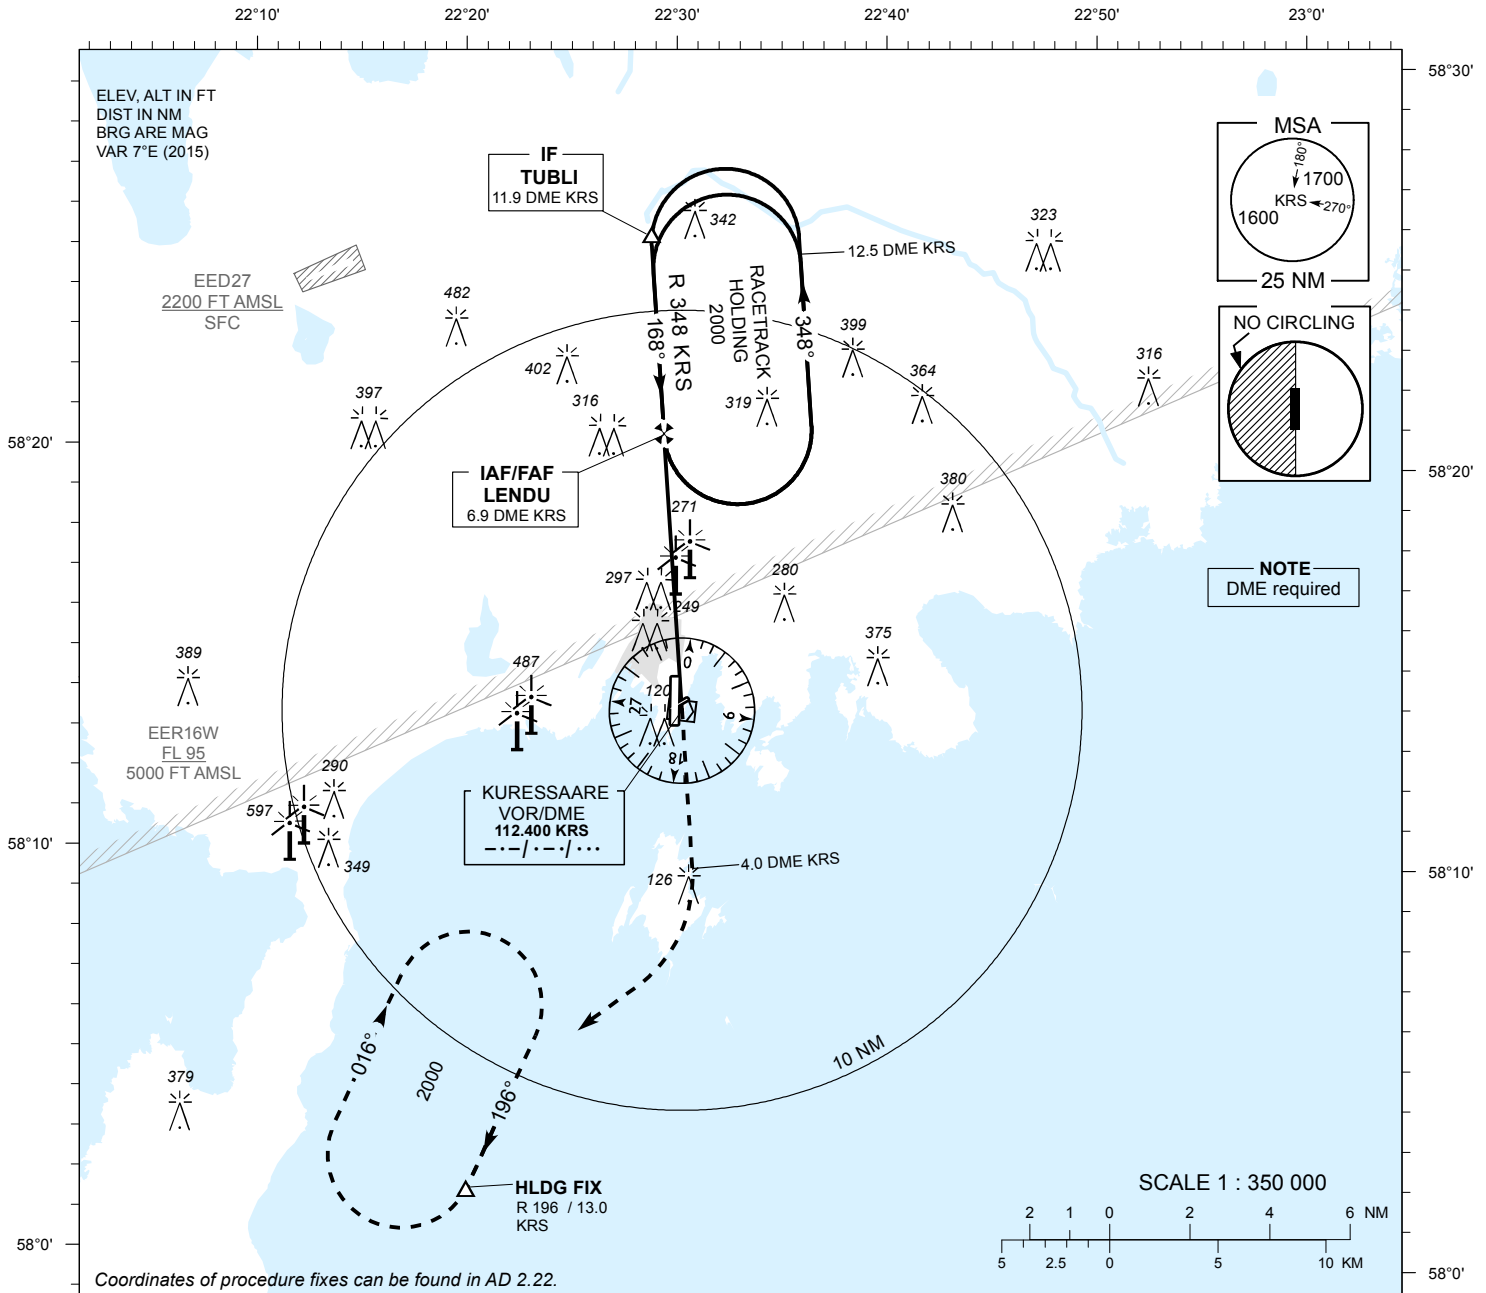 22°10'
22°20'
22°30'
22°40'
22°50'
23°0'
58°30'
ELEV, ALT IN FT
DIST IN NM
BRG ARE MAG
VAR 7°E (2015)
IF
TUBLI
11.9 DME KRS
MSA
180°
1700
KRS
270°
1600
25 NM
342
323
12.5 DME KRS
EED27
2200 FT AMSL
SFC
482
R 348 KRS
168°
RACETRACK
HOLDING
2000
348°
NO CIRCLING
399
402
364
316
397
316
319
58°20'
58°20'
IAF/FAF
LENDU
6.9 DME KRS
380
271
297
249
280
NOTE
DME required
375
389
487
0
9
18
27
120
EER16W
FL 95
5000 FT AMSL
290
597
349
KURESSAARE
VOR/DME
112.400 KRS
–·–/·–·/···
58°10'
58°10'
4.0 DME KRS
126
016°
2000
196°
10 NM
379
HLDG FIX
R 196 / 13.0
KRS
SCALE 1 : 350 000
2 1 0 2 4 6 NM
5 2.5 0 5 10 KM
58°0'
58°0'
Coordinates of procedure fixes can be found in AD 2.22.